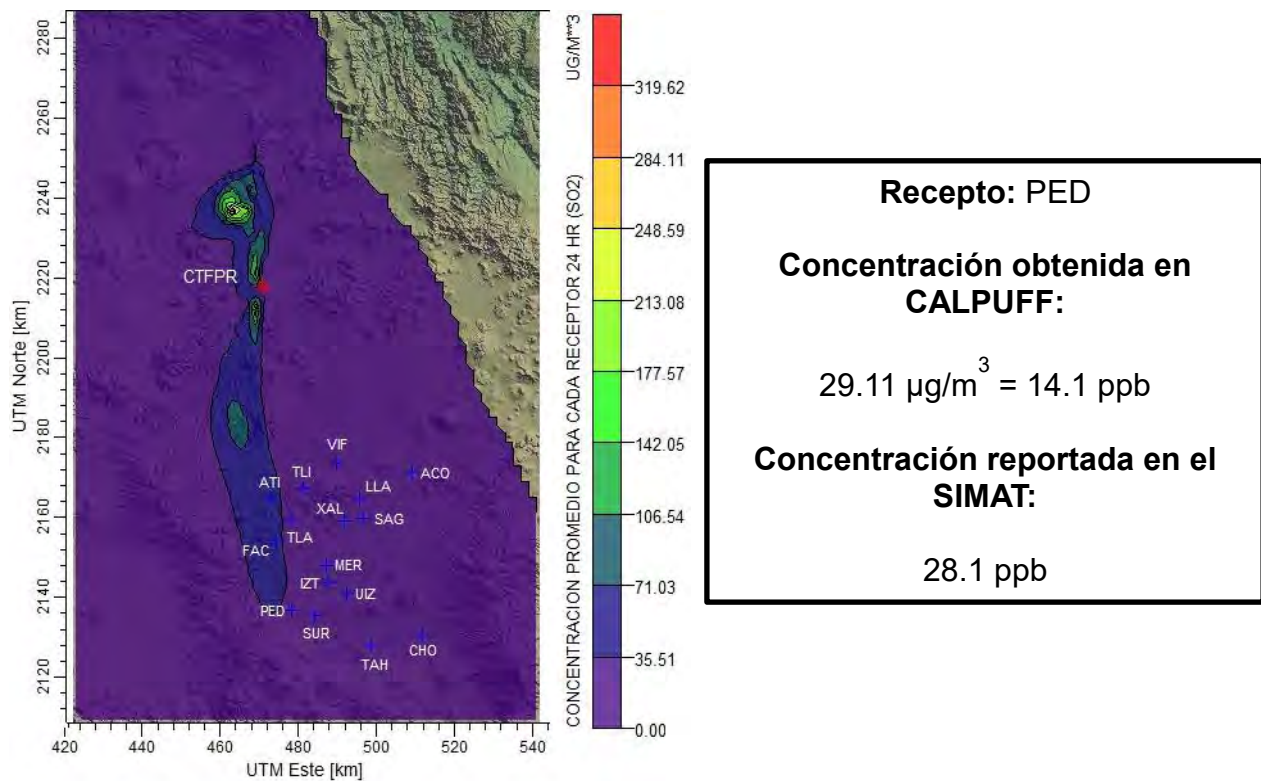 2280
2260
2240
2220
2200
2180
2160
2140
2120
UTM Norte [km]
CTFPR
VIF
TLI
ACO
ATI
LLA
XAL
SAG
TLA
FAC
MER
IZT
UIZ
PED
SUR
CHO
TAH
420 440 460 480 500 520 540
UTM Este [km]
CONCENTRACION PROMEDIO PARA CADA RECEPTOR 24 HR (SO2)
UG/M**3
319.62
284.11
248.59
213.08
177.57
142.05
106.54
71.03
35.51
0.00
Recepto: PED
Concentración obtenida en
CALPUFF:
29.11 µg/m³ = 14.1 ppb
Concentración reportada en el
SIMAT:
28.1 ppb